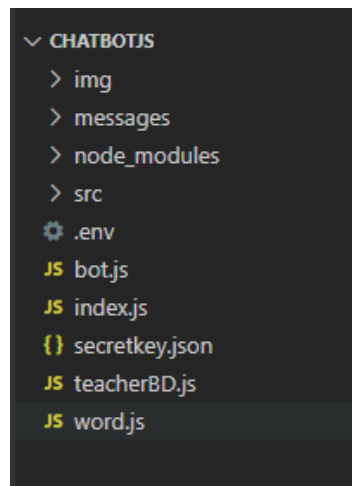 CHATBOTJS
img
messages
node_modules
src
.env
JS bot.js
JS index.js
{} secretkey.json
JS teacherBD.js
JS word.js